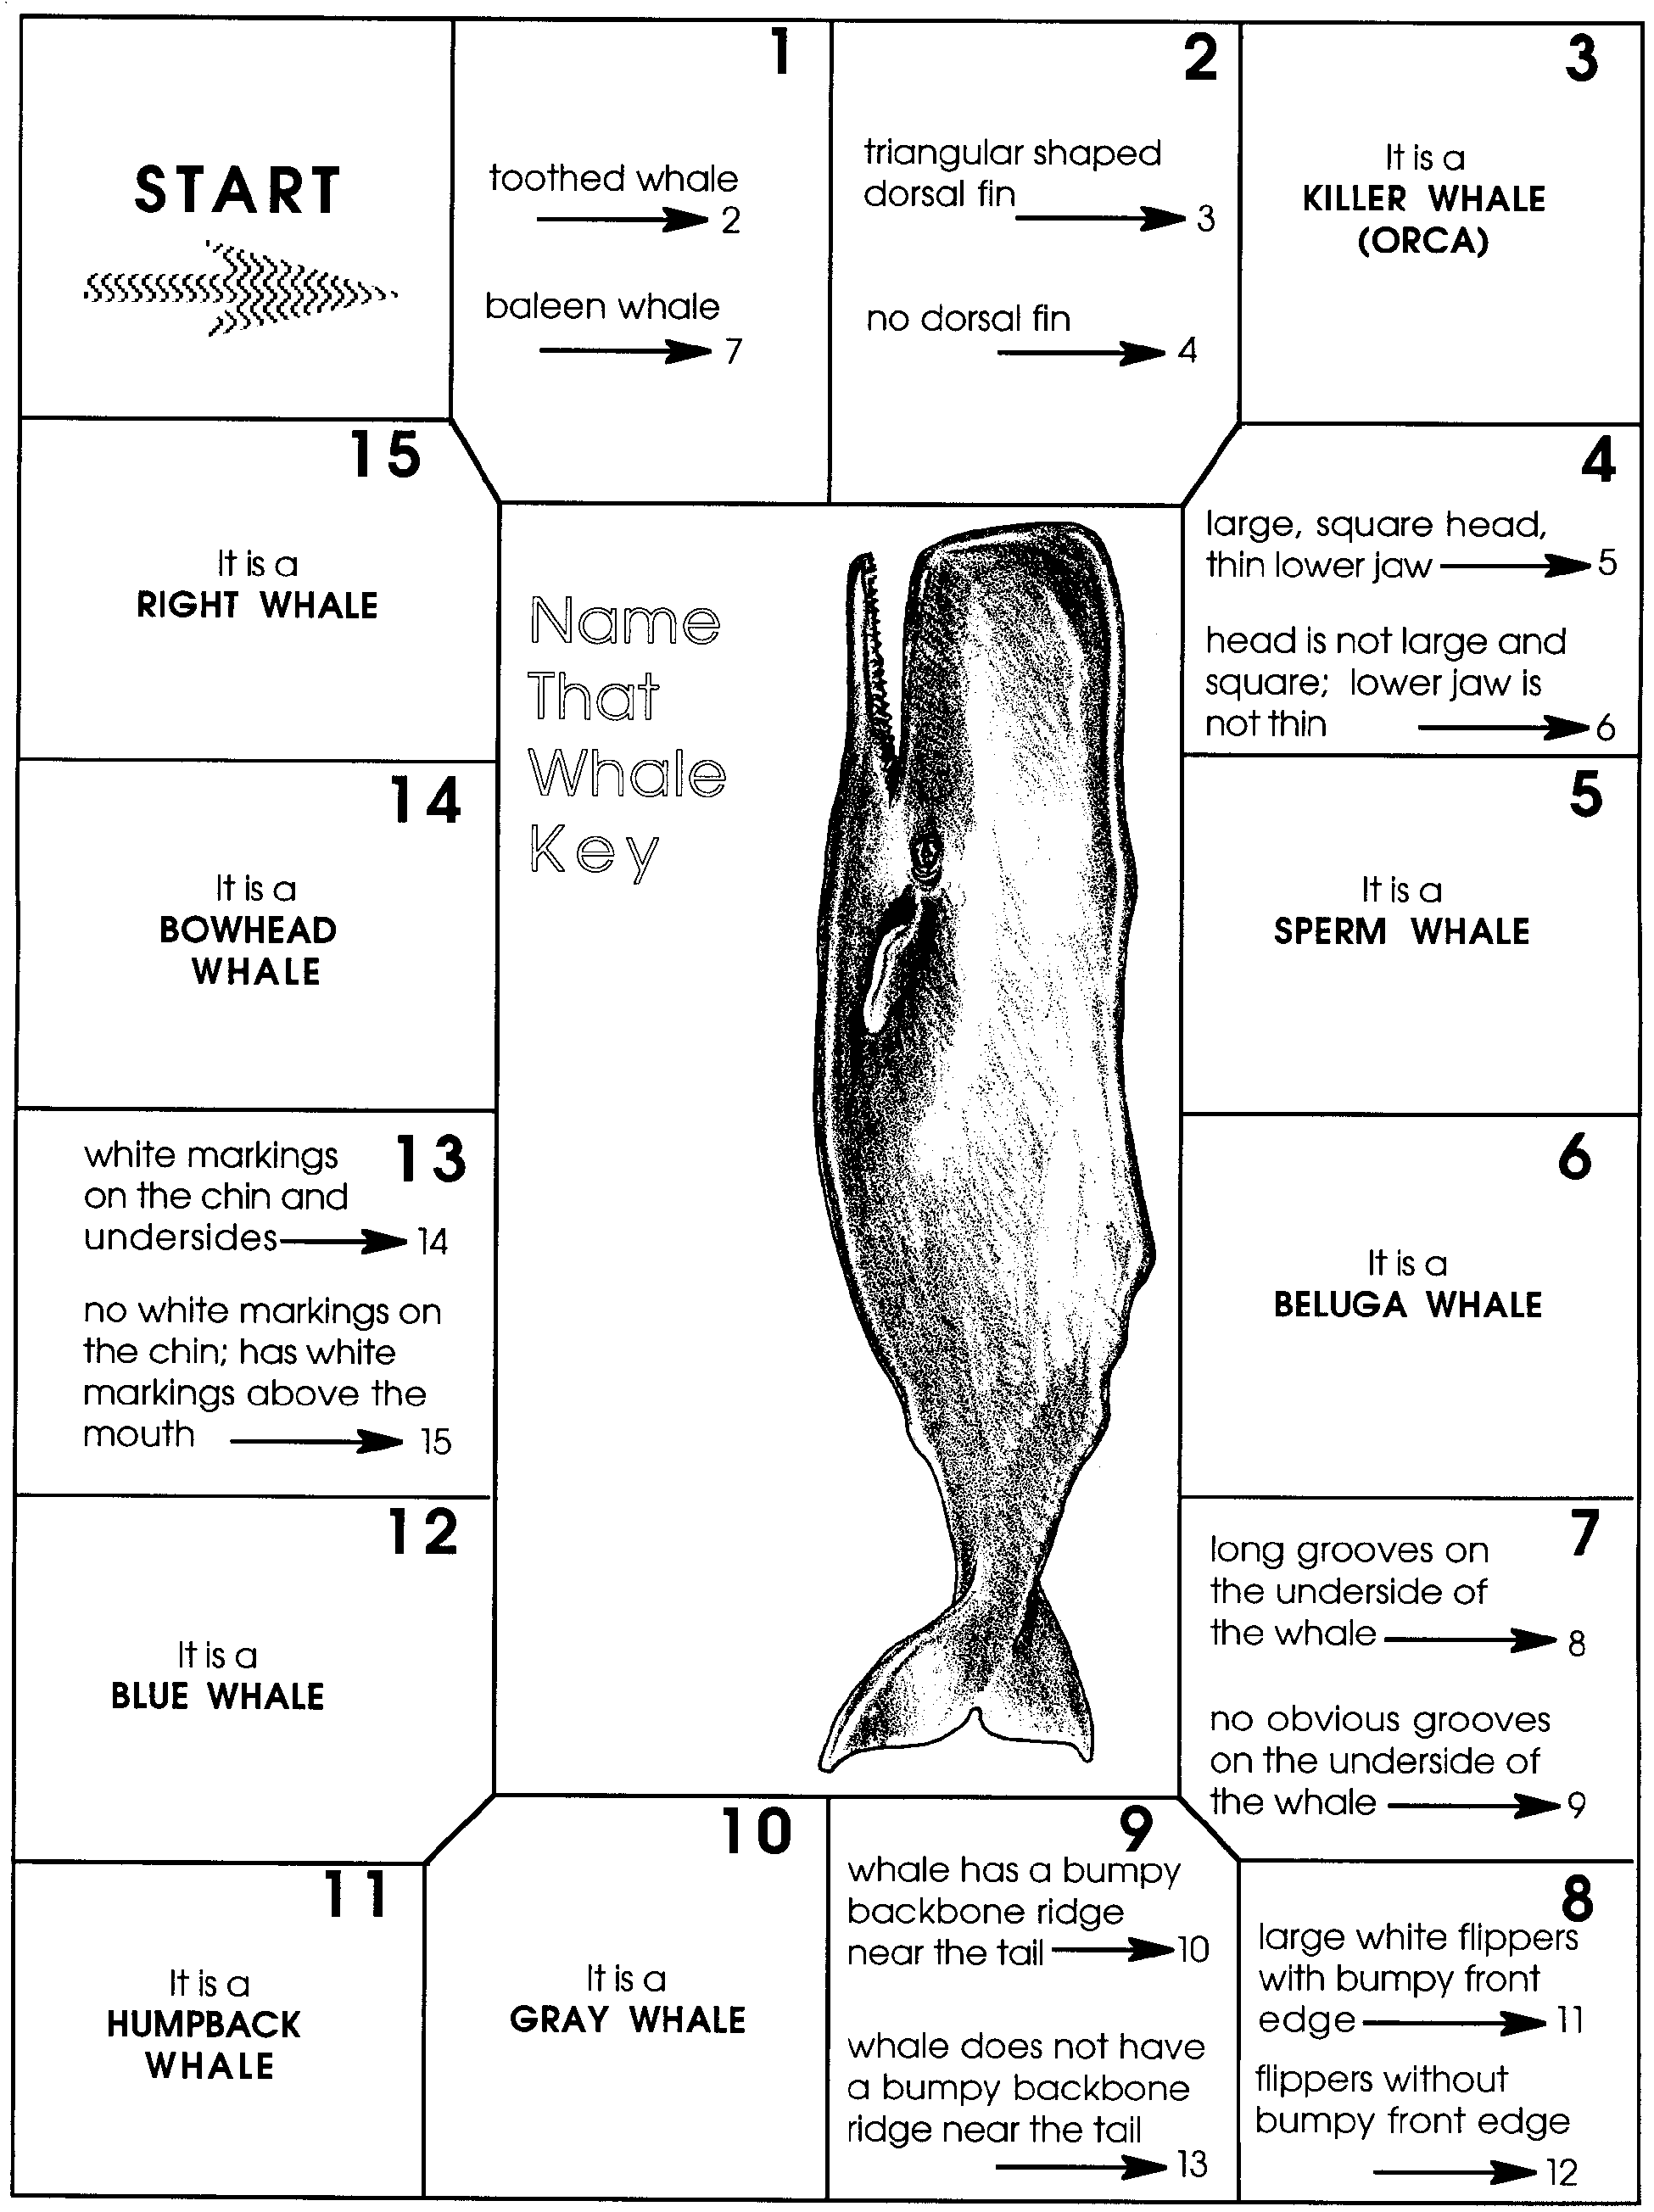 START
1
toothed whale
2
baleen whale
7
2
triangular shaped
dorsal fin
3
no dorsal fin
4
3
It is a
KILLER WHALE
(ORCA)
4
large, square head,
thin lower jaw 5
head is not large and
square; lower jaw is
not thin 6
5
It is a
SPERM WHALE
6
It is a
BELUGA WHALE
7
long grooves on
the underside of
the whale 8
no obvious grooves
on the underside of
the whale 9
8
large white flippers
with bumpy front
edge 11
flippers without
bumpy front edge
12
9
whale has a bumpy
backbone ridge
near the tail 10
whale does not have
a bumpy backbone
ridge near the tail
13
10
It is a
GRAY WHALE
11
It is a
HUMPBACK
WHALE
12
It is a
BLUE WHALE
13
white markings
on the chin and
undersides 14
no white markings on
the chin; has white
markings above the
mouth 15
14
It is a
BOWHEAD
WHALE
15
It is a
RIGHT WHALE
Name
That
Whale
Key